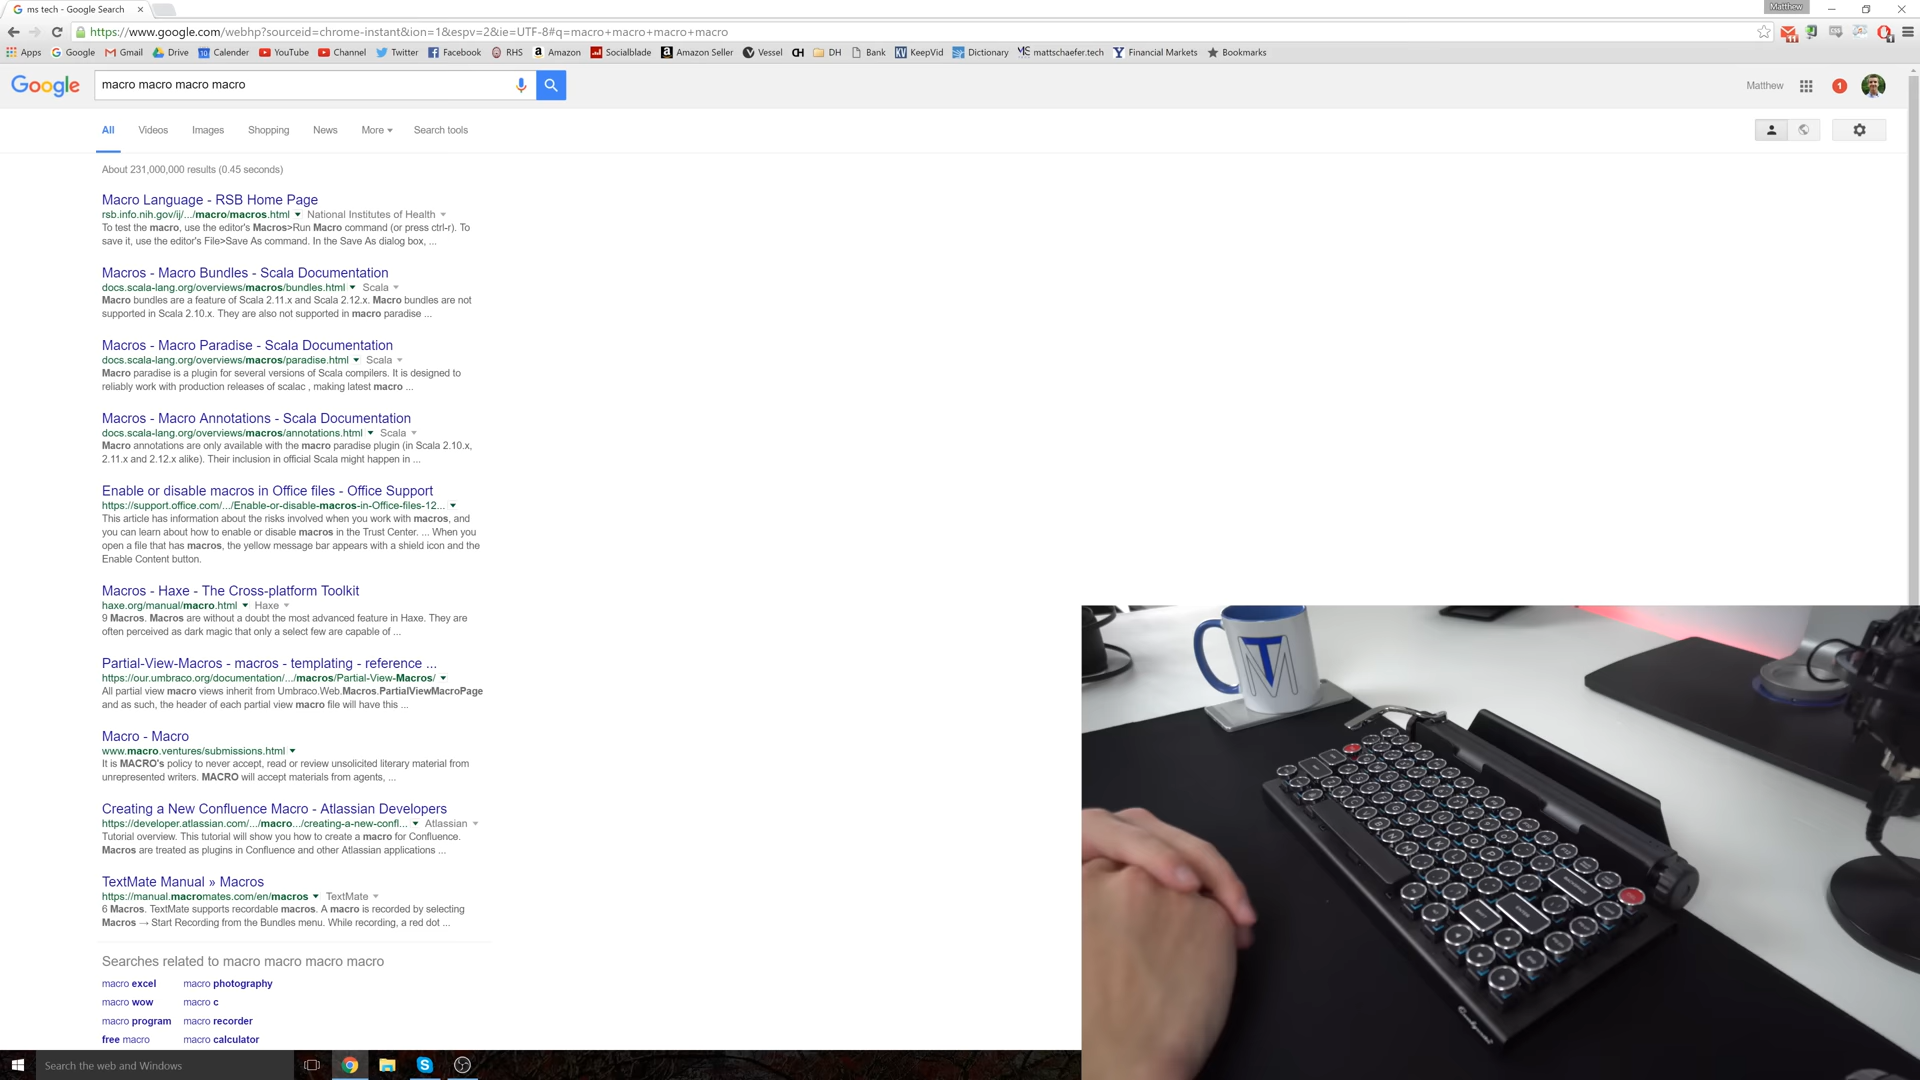 ms tech - Google Search
Matthew
https://www.google.com/webhp?sourceid=chrome-instant&ion=1&espv=2&ie=UTF-8#q=macro+macro+macro+macro
Apps Google Gmail Drive 10 Calender YouTube Channel Twitter Facebook RHS Amazon Socialblade Amazon Seller Vessel CH DH Bank KV KeepVid Dictionary mattschaefer.tech Financial Markets Bookmarks
Google macro macro macro macro Matthew 1
All Videos Images Shopping News More Search tools
About 231,000,000 results (0.45 seconds)
Macro Language - RSB Home Page
rsb.info.nih.gov/ij/.../macro/macros.html National Institutes of Health
To test the macro, use the editor's Macros>Run Macro command (or press ctrl-r). To
save it, use the editor's File>Save As command. In the Save As dialog box, ...
Macros - Macro Bundles - Scala Documentation
docs.scala-lang.org/overviews/macros/bundles.html Scala
Macro bundles are a feature of Scala 2.11.x and Scala 2.12.x. Macro bundles are not
supported in Scala 2.10.x. They are also not supported in macro paradise ...
Macros - Macro Paradise - Scala Documentation
docs.scala-lang.org/overviews/macros/paradise.html Scala
Macro paradise is a plugin for several versions of Scala compilers. It is designed to
reliably work with production releases of scalac , making latest macro ...
Macros - Macro Annotations - Scala Documentation
docs.scala-lang.org/overviews/macros/annotations.html Scala
Macro annotations are only available with the macro paradise plugin (in Scala 2.10.x,
2.11.x and 2.12.x alike). Their inclusion in official Scala might happen in ...
Enable or disable macros in Office files - Office Support
https://support.office.com/.../Enable-or-disable-macros-in-Office-files-12...
This article has information about the risks involved when you work with macros, and
you can learn about how to enable or disable macros in the Trust Center. ... When you
open a file that has macros, the yellow message bar appears with a shield icon and the
Enable Content button.
Macros - Haxe - The Cross-platform Toolkit
haxe.org/manual/macro.html Haxe
9 Macros. Macros are without a doubt the most advanced feature in Haxe. They are
often perceived as dark magic that only a select few are capable of ...
Partial-View-Macros - macros - templating - reference ...
https://our.umbraco.org/documentation/.../macros/Partial-View-Macros/
All partial view macro views inherit from Umbraco.Web.Macros.PartialViewMacroPage
and as such, the header of each partial view macro file will have this ...
Macro - Macro
www.macro.ventures/submissions.html
It is MACRO's policy to never accept, read or review unsolicited literary material from
unrepresented writers. MACRO will accept materials from agents, ...
Creating a New Confluence Macro - Atlassian Developers
https://developer.atlassian.com/.../macro.../creating-a-new-confl... Atlassian
Tutorial overview. This tutorial will show you how to create a macro for Confluence.
Macros are treated as plugins in Confluence and other Atlassian applications ...
TextMate Manual » Macros
https://manual.macromates.com/en/macros TextMate
6 Macros. TextMate supports recordable macros. A macro is recorded by selecting
Macros → Start Recording from the Bundles menu. While recording, a red dot ...
Searches related to macro macro macro macro
macro excel macro photography
macro wow macro c
macro program macro recorder
free macro macro calculator
Search the web and Windows